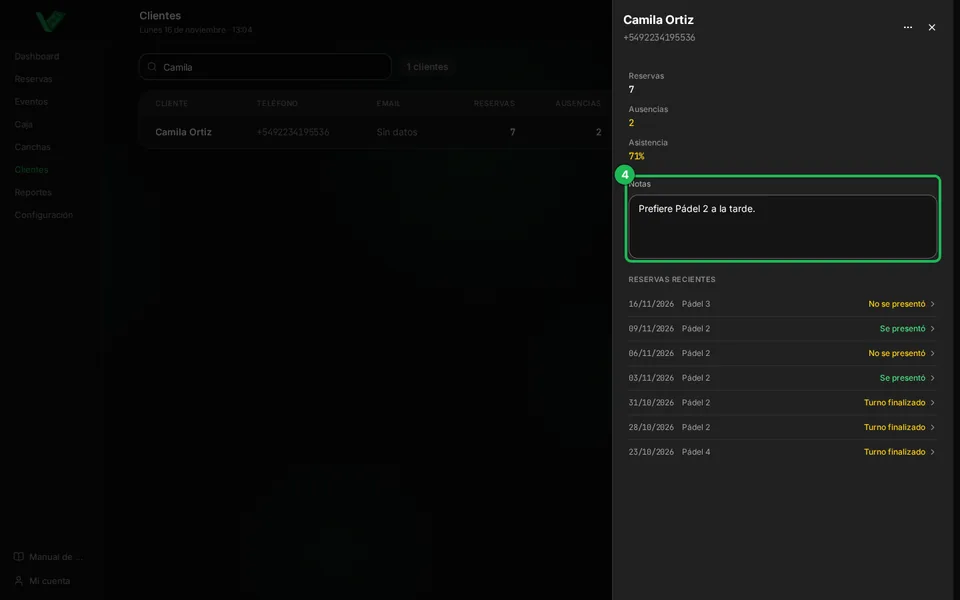 Clientes
Lunes 16 de noviembre · 13:04
Dashboard
Reservas
Eventos
Caja
Canchas
Clientes
Reportes
Configuración
Manual de ...
Mi cuenta
Camila
1 clientes
CLIENTE TELÉFONO EMAIL RESERVAS AUSENCIAS
Camila Ortiz +5492234195536 Sin datos 7 2
Camila Ortiz
+5492234195536
Reservas
7
Ausencias
2
Asistencia
71%
4
Notas
Prefiere Pádel 2 a la tarde.
RESERVAS RECIENTES
16/11/2026 Pádel 3 No se presentó
09/11/2026 Pádel 2 Se presentó
06/11/2026 Pádel 2 No se presentó
03/11/2026 Pádel 2 Se presentó
31/10/2026 Pádel 2 Turno finalizado
28/10/2026 Pádel 2 Turno finalizado
23/10/2026 Pádel 4 Turno finalizado